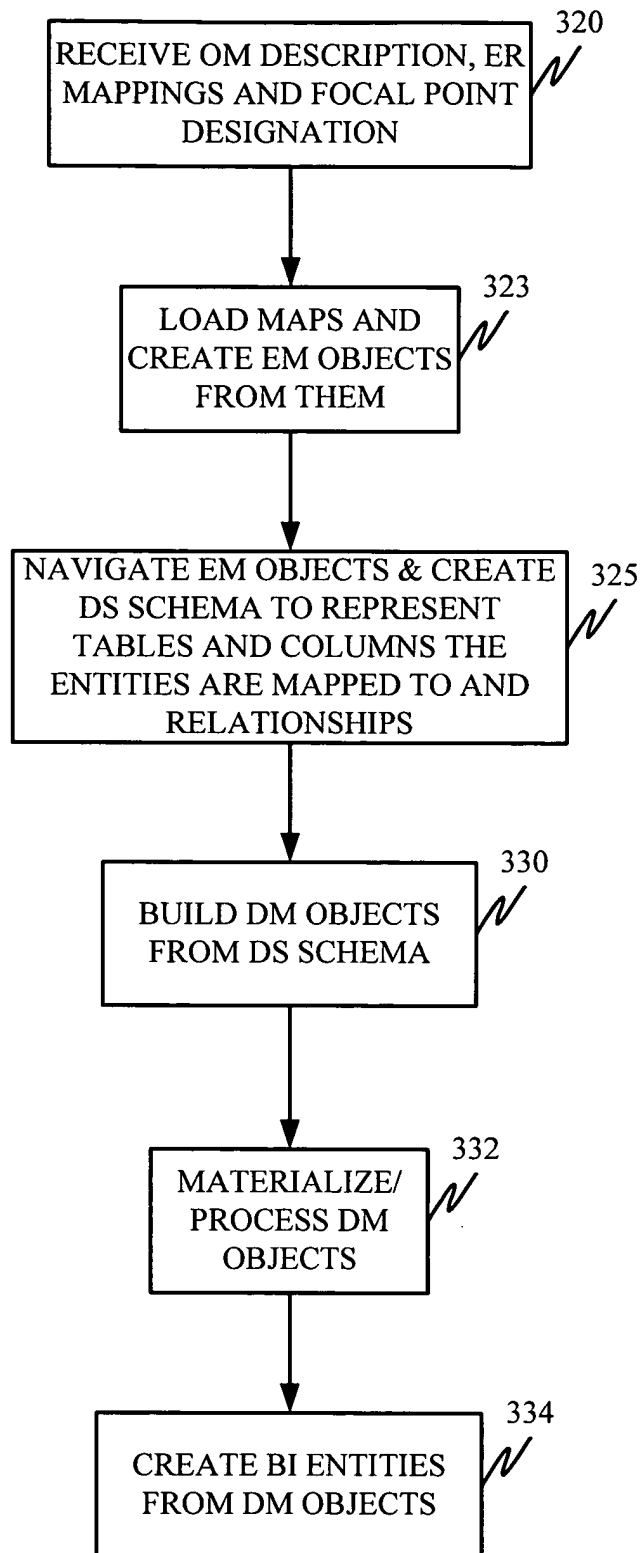 320
RECEIVE OM DESCRIPTION, ER
MAPPINGS AND FOCAL POINT
DESIGNATION
323
LOAD MAPS AND
CREATE EM OBJECTS
FROM THEM
325
NAVIGATE EM OBJECTS & CREATE
DS SCHEMA TO REPRESENT
TABLES AND COLUMNS THE
ENTITIES ARE MAPPED TO AND
RELATIONSHIPS
330
BUILD DM OBJECTS
FROM DS SCHEMA
332
MATERIALIZE/
PROCESS DM
OBJECTS
334
CREATE BI ENTITIES
FROM DM OBJECTS